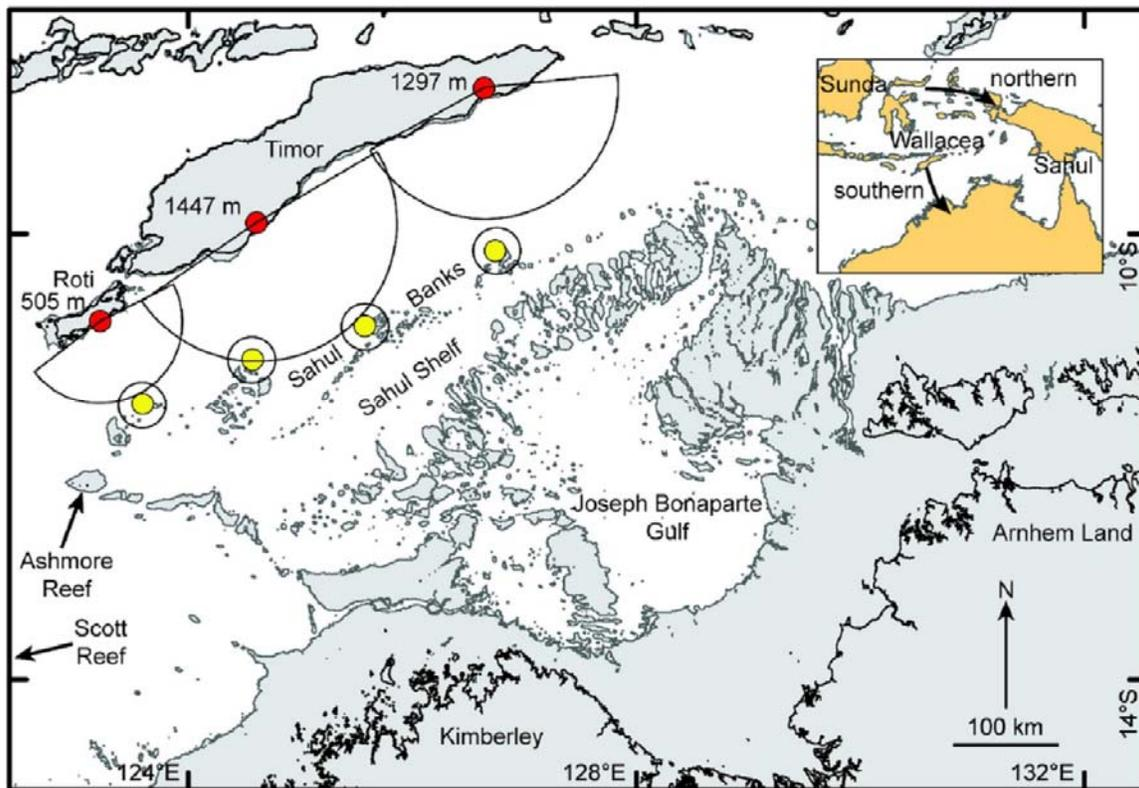 1297 m
Timor
1447 m
Roti
505 m
Sahul Banks
Sahul Shelf
Sunda
northern
Wallacea
Sahul
southern
10°S
Joseph Bonaparte
Gulf
Arnhem Land
Ashmore
Reef
Scott
Reef
N
100 km
14°S
Kimberley
124°E
128°E
132°E